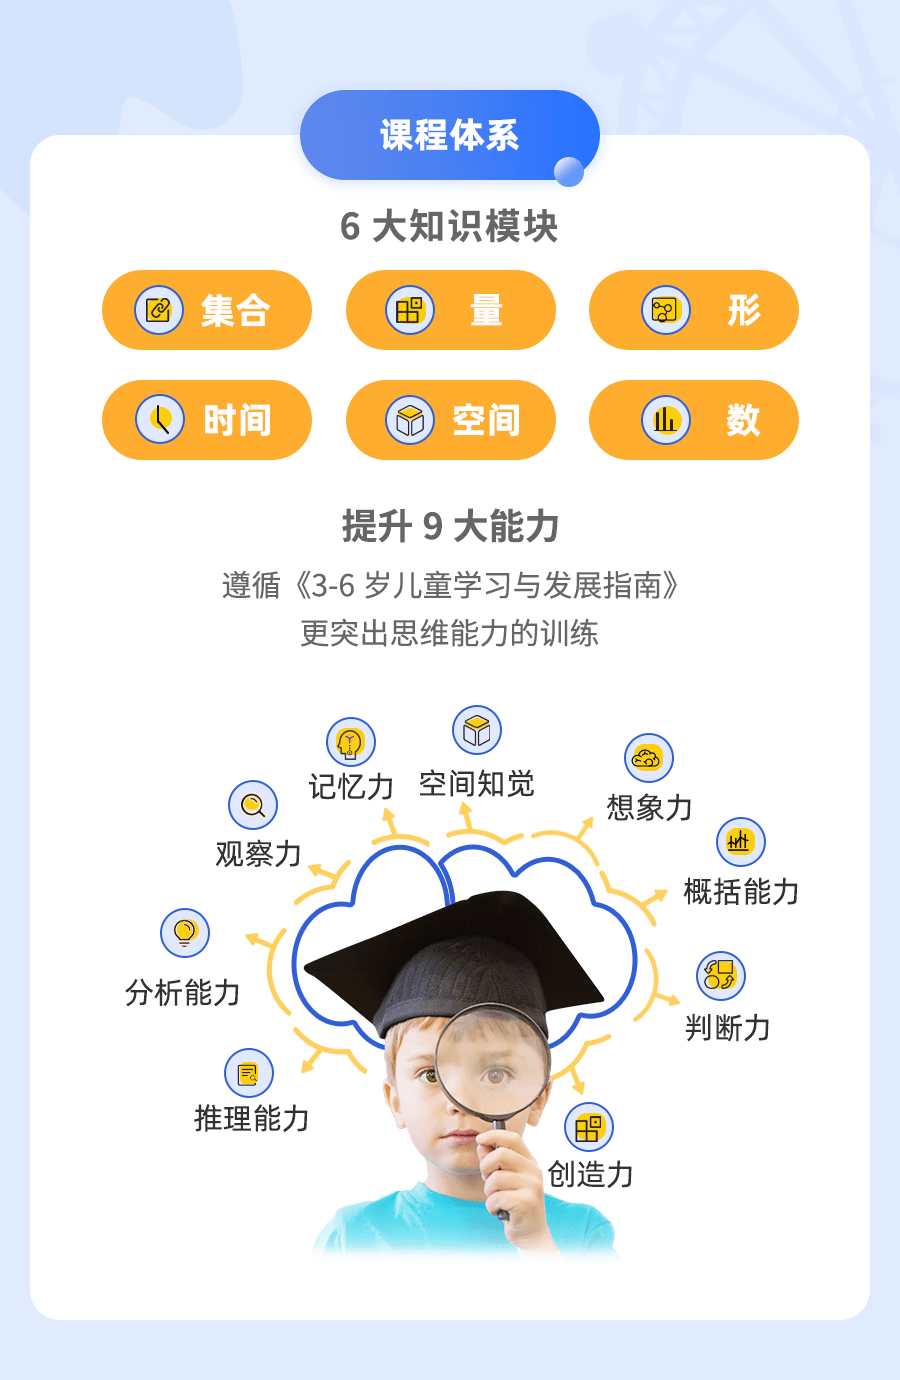 课程体系
6 大知识模块
集合 量 形
时间 空间 数
提升 9 大能力
遵循《3-6 岁儿童学习与发展指南》
更突出思维能力的训练
记忆力
空间知觉
想象力
观察力
概括能力
分析能力
判断力
推理能力
创造力